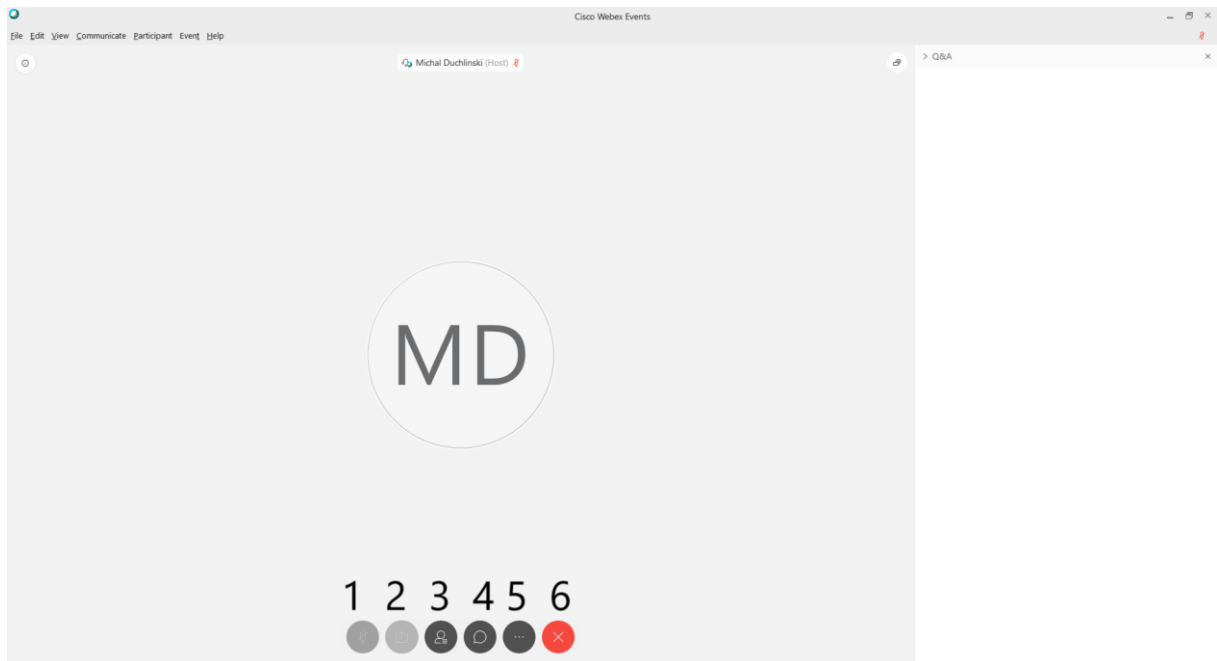 Cisco Webex Events
File Edit View Communicate Participant Event Help
Michal Duchlinski (Host)
Q&A
MD
1 2 3 4 5 6